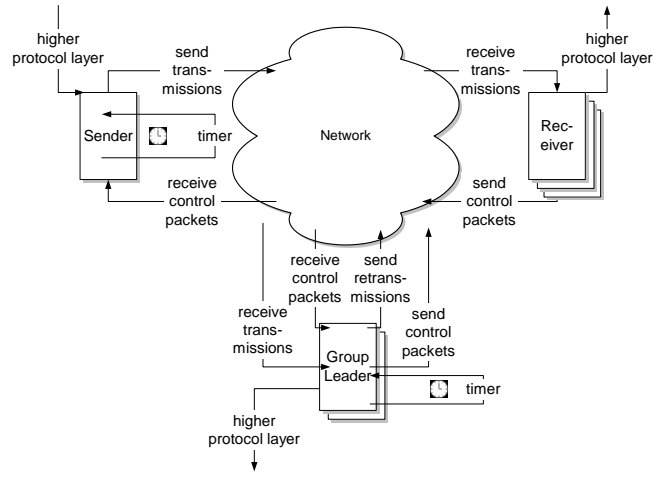 higher
protocol layer
send
trans-
missions
receive
trans-
missions
higher
protocol layer
Sender
timer
Network
Rec-
eiver
receive
control
packets
send
control
packets
receive
control
packets
send
retrans-
missions
receive
trans-
missions
send
control
packets
Group
Leader
timer
higher
protocol layer